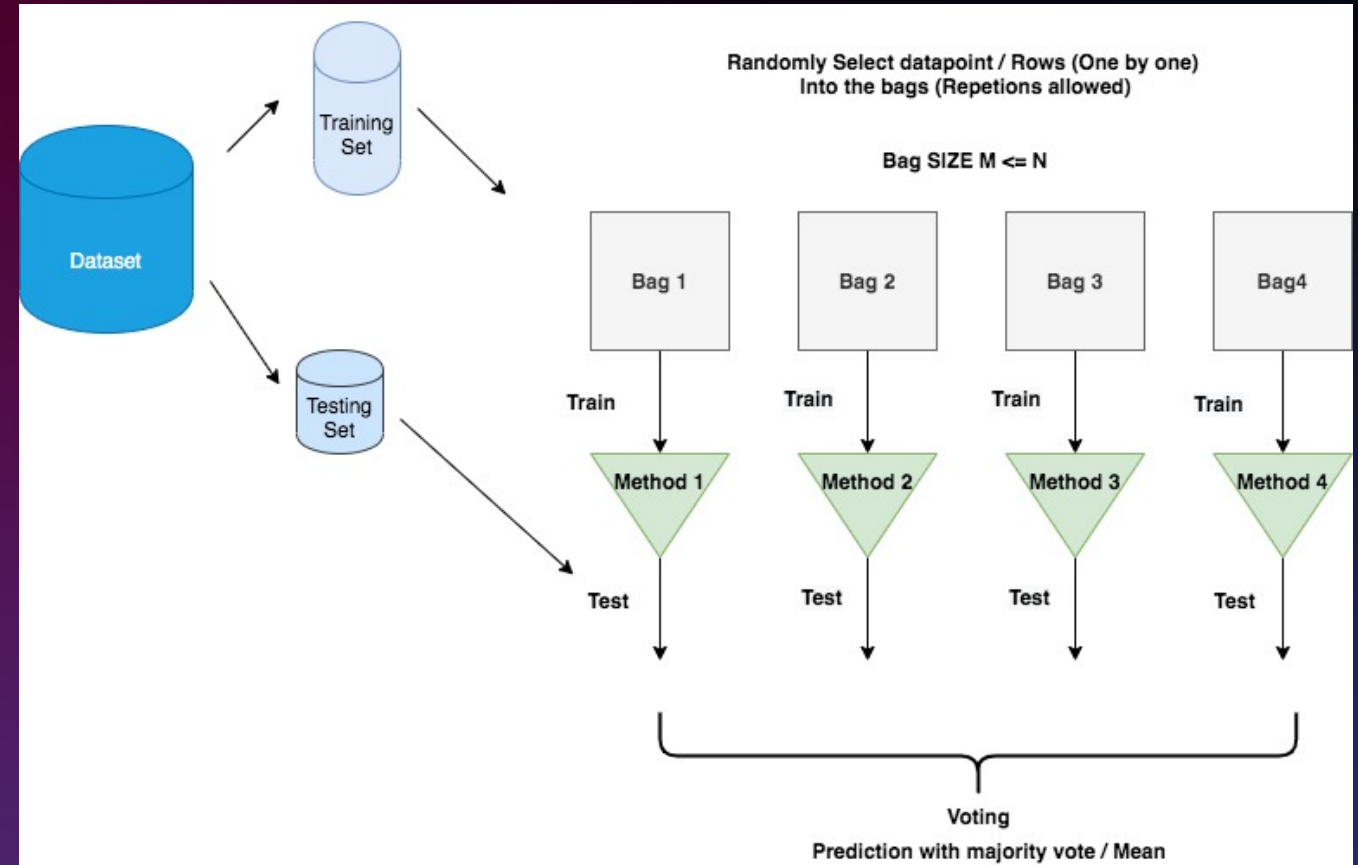 Randomly Select datapoint / Rows (One by one)
Into the bags (Repetions allowed)
Training
Set
Bag SIZE M <= N
Dataset
Bag 1
Bag 2
Bag 3
Bag4
Testing
Set
Train
Train
Train
Train
Method 1
Method 2
Method 3
Method 4
Test
Test
Test
Test
Voting
Prediction with majority vote / Mean